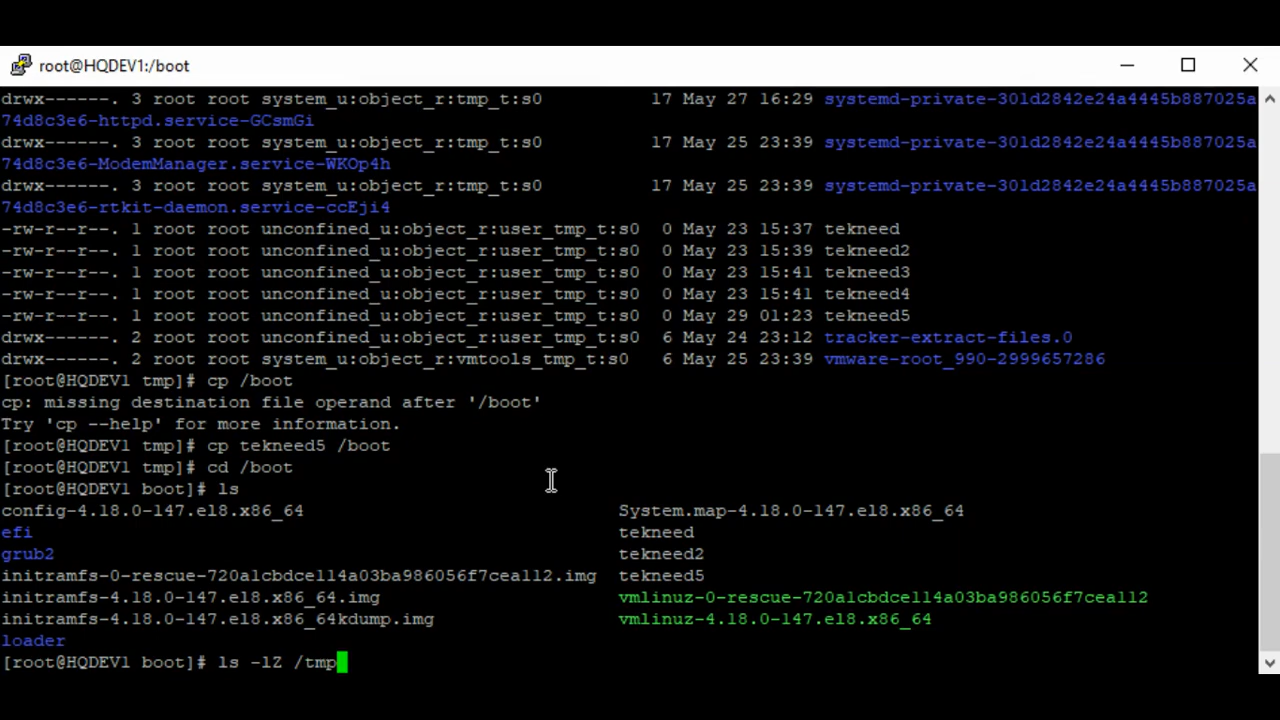 root@HQDEV1:/boot
drwx------. 3 root root system_u:object_r:tmp_t:s0          17 May 27 16:29 systemd-private-301d2842e24a4445b887025a
74d8c3e6-httpd.service-GCsmGi
drwx------. 3 root root system_u:object_r:tmp_t:s0          17 May 25 23:39 systemd-private-301d2842e24a4445b887025a
74d8c3e6-ModemManager.service-WKOp4h
drwx------. 3 root root system_u:object_r:tmp_t:s0          17 May 25 23:39 systemd-private-301d2842e24a4445b887025a
74d8c3e6-rtkit-daemon.service-ccEji4
-rw-r--r--. 1 root root unconfined_u:object_r:user_tmp_t:s0  0 May 23 15:37 tekneed
-rw-r--r--. 1 root root unconfined_u:object_r:user_tmp_t:s0  0 May 23 15:39 tekneed2
-rw-r--r--. 1 root root unconfined_u:object_r:user_tmp_t:s0  0 May 23 15:41 tekneed3
-rw-r--r--. 1 root root unconfined_u:object_r:user_tmp_t:s0  0 May 23 15:41 tekneed4
-rw-r--r--. 1 root root unconfined_u:object_r:user_tmp_t:s0  0 May 29 01:23 tekneed5
drwx------. 2 root root unconfined_u:object_r:user_tmp_t:s0  6 May 24 23:12 tracker-extract-files.0
drwx------. 2 root root system_u:object_r:vmtools_tmp_t:s0   6 May 25 23:39 vmware-root_990-2999657286
[root@HQDEV1 tmp]# cp /boot
cp: missing destination file operand after '/boot'
Try 'cp --help' for more information.
[root@HQDEV1 tmp]# cp tekneed5 /boot
[root@HQDEV1 tmp]# cd /boot
[root@HQDEV1 boot]# ls
config-4.18.0-147.el8.x86_64                             System.map-4.18.0-147.el8.x86_64
efi                                                      tekneed
grub2                                                    tekneed2
initramfs-0-rescue-720a1cbdce114a03ba986056f7cea112.img  tekneed5
initramfs-4.18.0-147.el8.x86_64.img                      vmlinuz-0-rescue-720a1cbdce114a03ba986056f7cea112
initramfs-4.18.0-147.el8.x86_64kdump.img                 vmlinuz-4.18.0-147.el8.x86_64
loader
[root@HQDEV1 boot]# ls -lZ /tmp